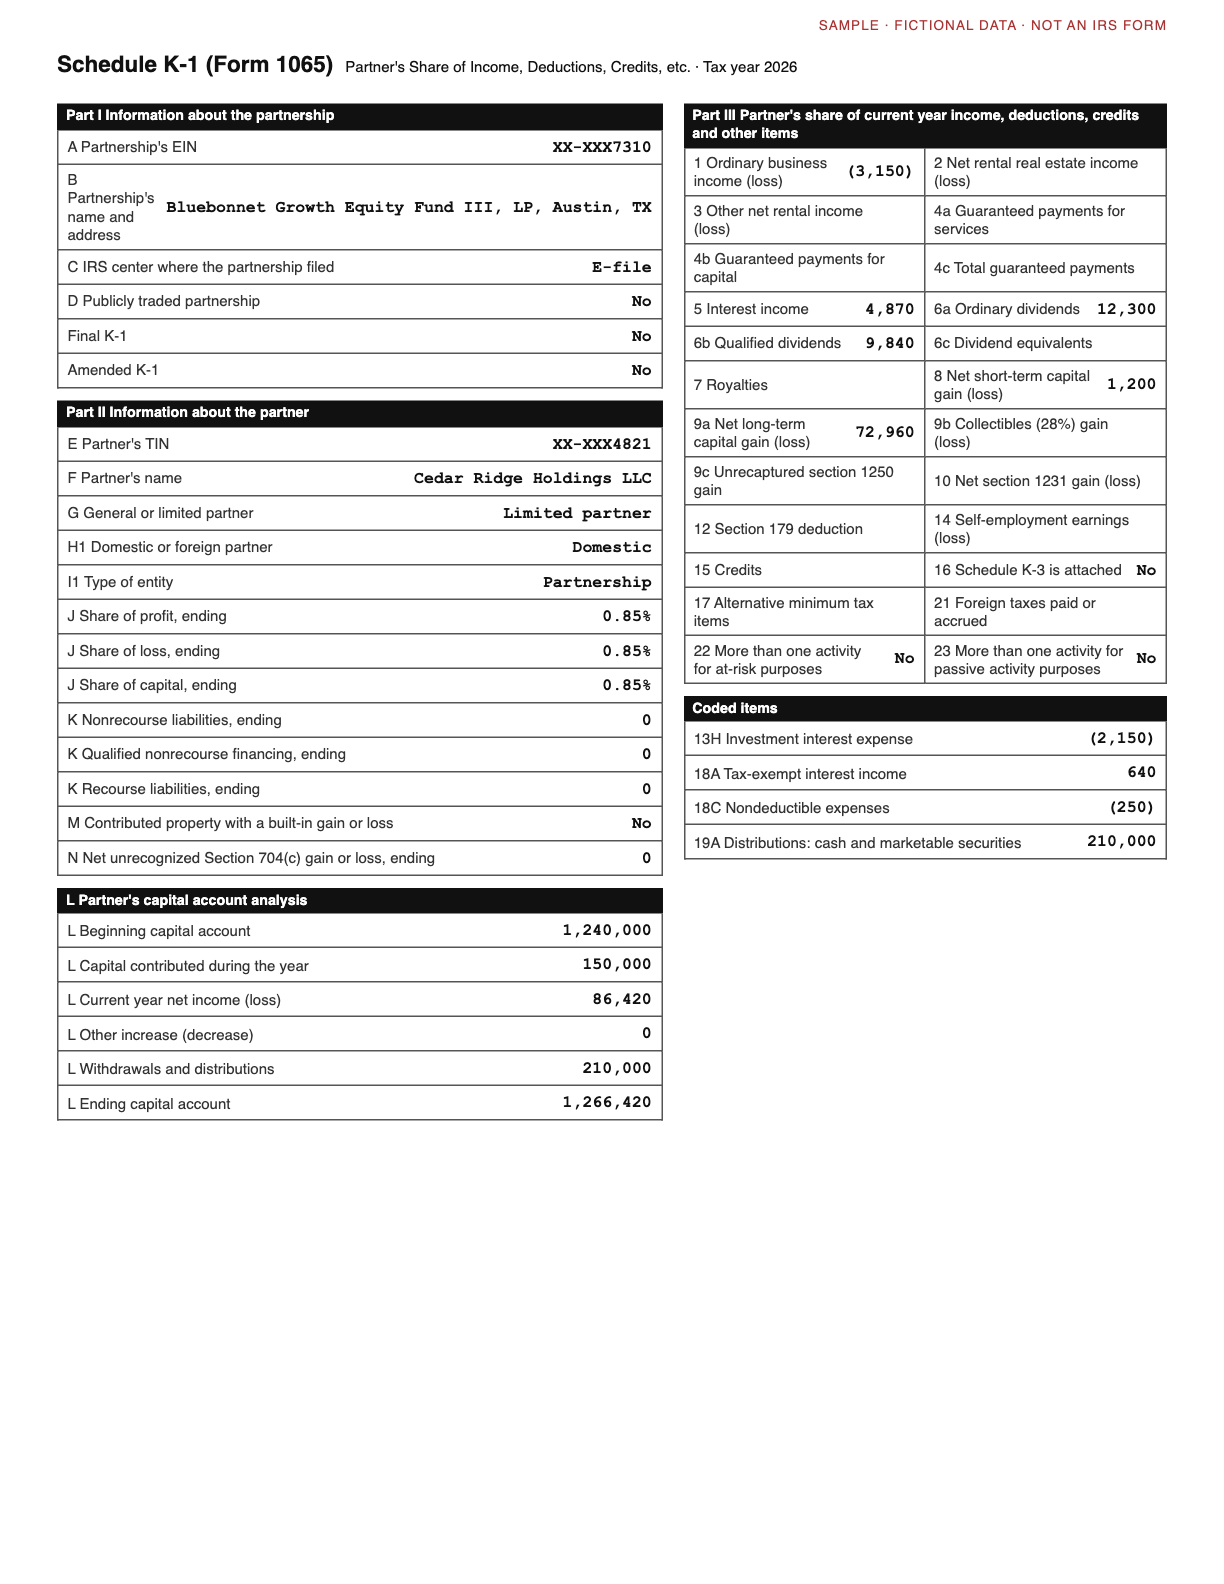 SAMPLE · FICTIONAL DATA · NOT AN IRS FORM
Schedule K-1 (Form 1065) Partner's Share of Income, Deductions, Credits, etc. · Tax year 2026
Part I Information about the partnership
A Partnership's EIN XX-XXX7310
B
Partnership's
name and
address
Bluebonnet Growth Equity Fund III, LP, Austin, TX
C IRS center where the partnership filed E-file
D Publicly traded partnership No
Final K-1 No
Amended K-1 No
Part II Information about the partner
E Partner's TIN XX-XXX4821
F Partner's name Cedar Ridge Holdings LLC
G General or limited partner Limited partner
H1 Domestic or foreign partner Domestic
I1 Type of entity Partnership
J Share of profit, ending 0.85%
J Share of loss, ending 0.85%
J Share of capital, ending 0.85%
K Nonrecourse liabilities, ending 0
K Qualified nonrecourse financing, ending 0
K Recourse liabilities, ending 0
M Contributed property with a built-in gain or loss No
N Net unrecognized Section 704(c) gain or loss, ending 0
L Partner's capital account analysis
L Beginning capital account 1,240,000
L Capital contributed during the year 150,000
L Current year net income (loss) 86,420
L Other increase (decrease) 0
L Withdrawals and distributions 210,000
L Ending capital account 1,266,420
Part III Partner's share of current year income, deductions, credits
and other items
1 Ordinary business
income (loss)
(3,150)
2 Net rental real estate income
(loss)
3 Other net rental income
(loss)
4a Guaranteed payments for
services
4b Guaranteed payments for
capital
4c Total guaranteed payments
5 Interest income 4,870
6a Ordinary dividends 12,300
6b Qualified dividends 9,840
6c Dividend equivalents
7 Royalties
8 Net short-term capital
gain (loss)
1,200
9a Net long-term
capital gain (loss)
72,960
9b Collectibles (28%) gain
(loss)
9c Unrecaptured section 1250
gain
10 Net section 1231 gain (loss)
12 Section 179 deduction
14 Self-employment earnings
(loss)
15 Credits
16 Schedule K-3 is attached No
17 Alternative minimum tax
items
21 Foreign taxes paid or
accrued
22 More than one activity
for at-risk purposes
No
23 More than one activity for
passive activity purposes
No
Coded items
13H Investment interest expense (2,150)
18A Tax-exempt interest income 640
18C Nondeductible expenses (250)
19A Distributions: cash and marketable securities 210,000